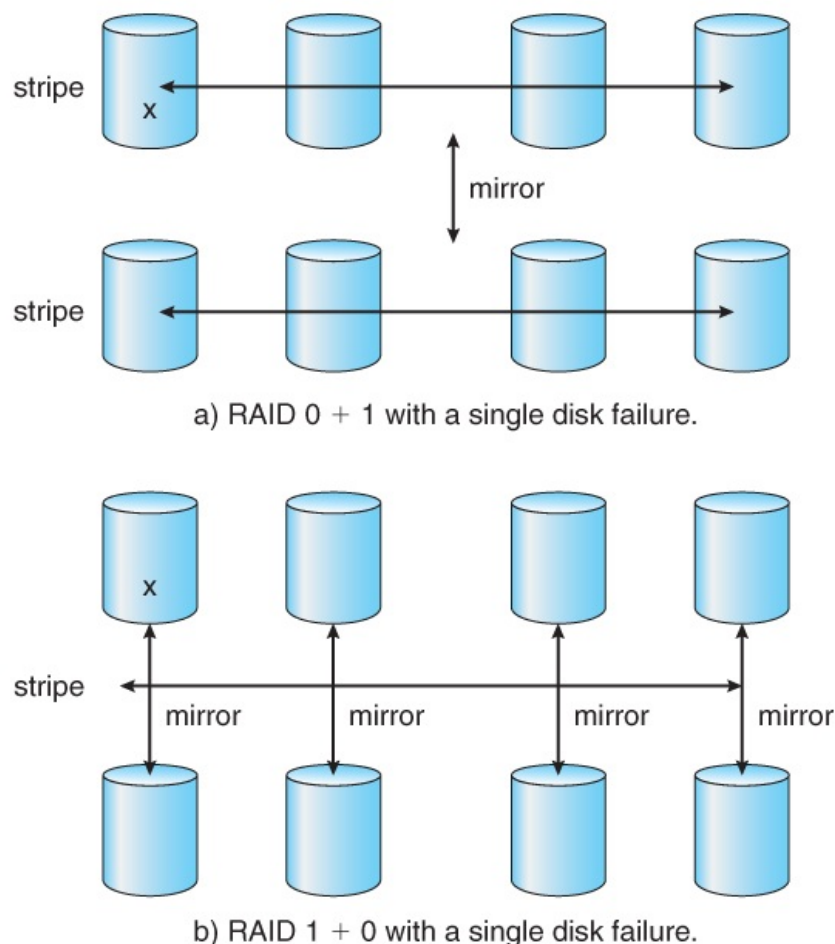 stripe
x
mirror
stripe
a) RAID 0 + 1 with a single disk failure.
x
stripe
mirror mirror mirror mirror
b) RAID 1 + 0 with a single disk failure.